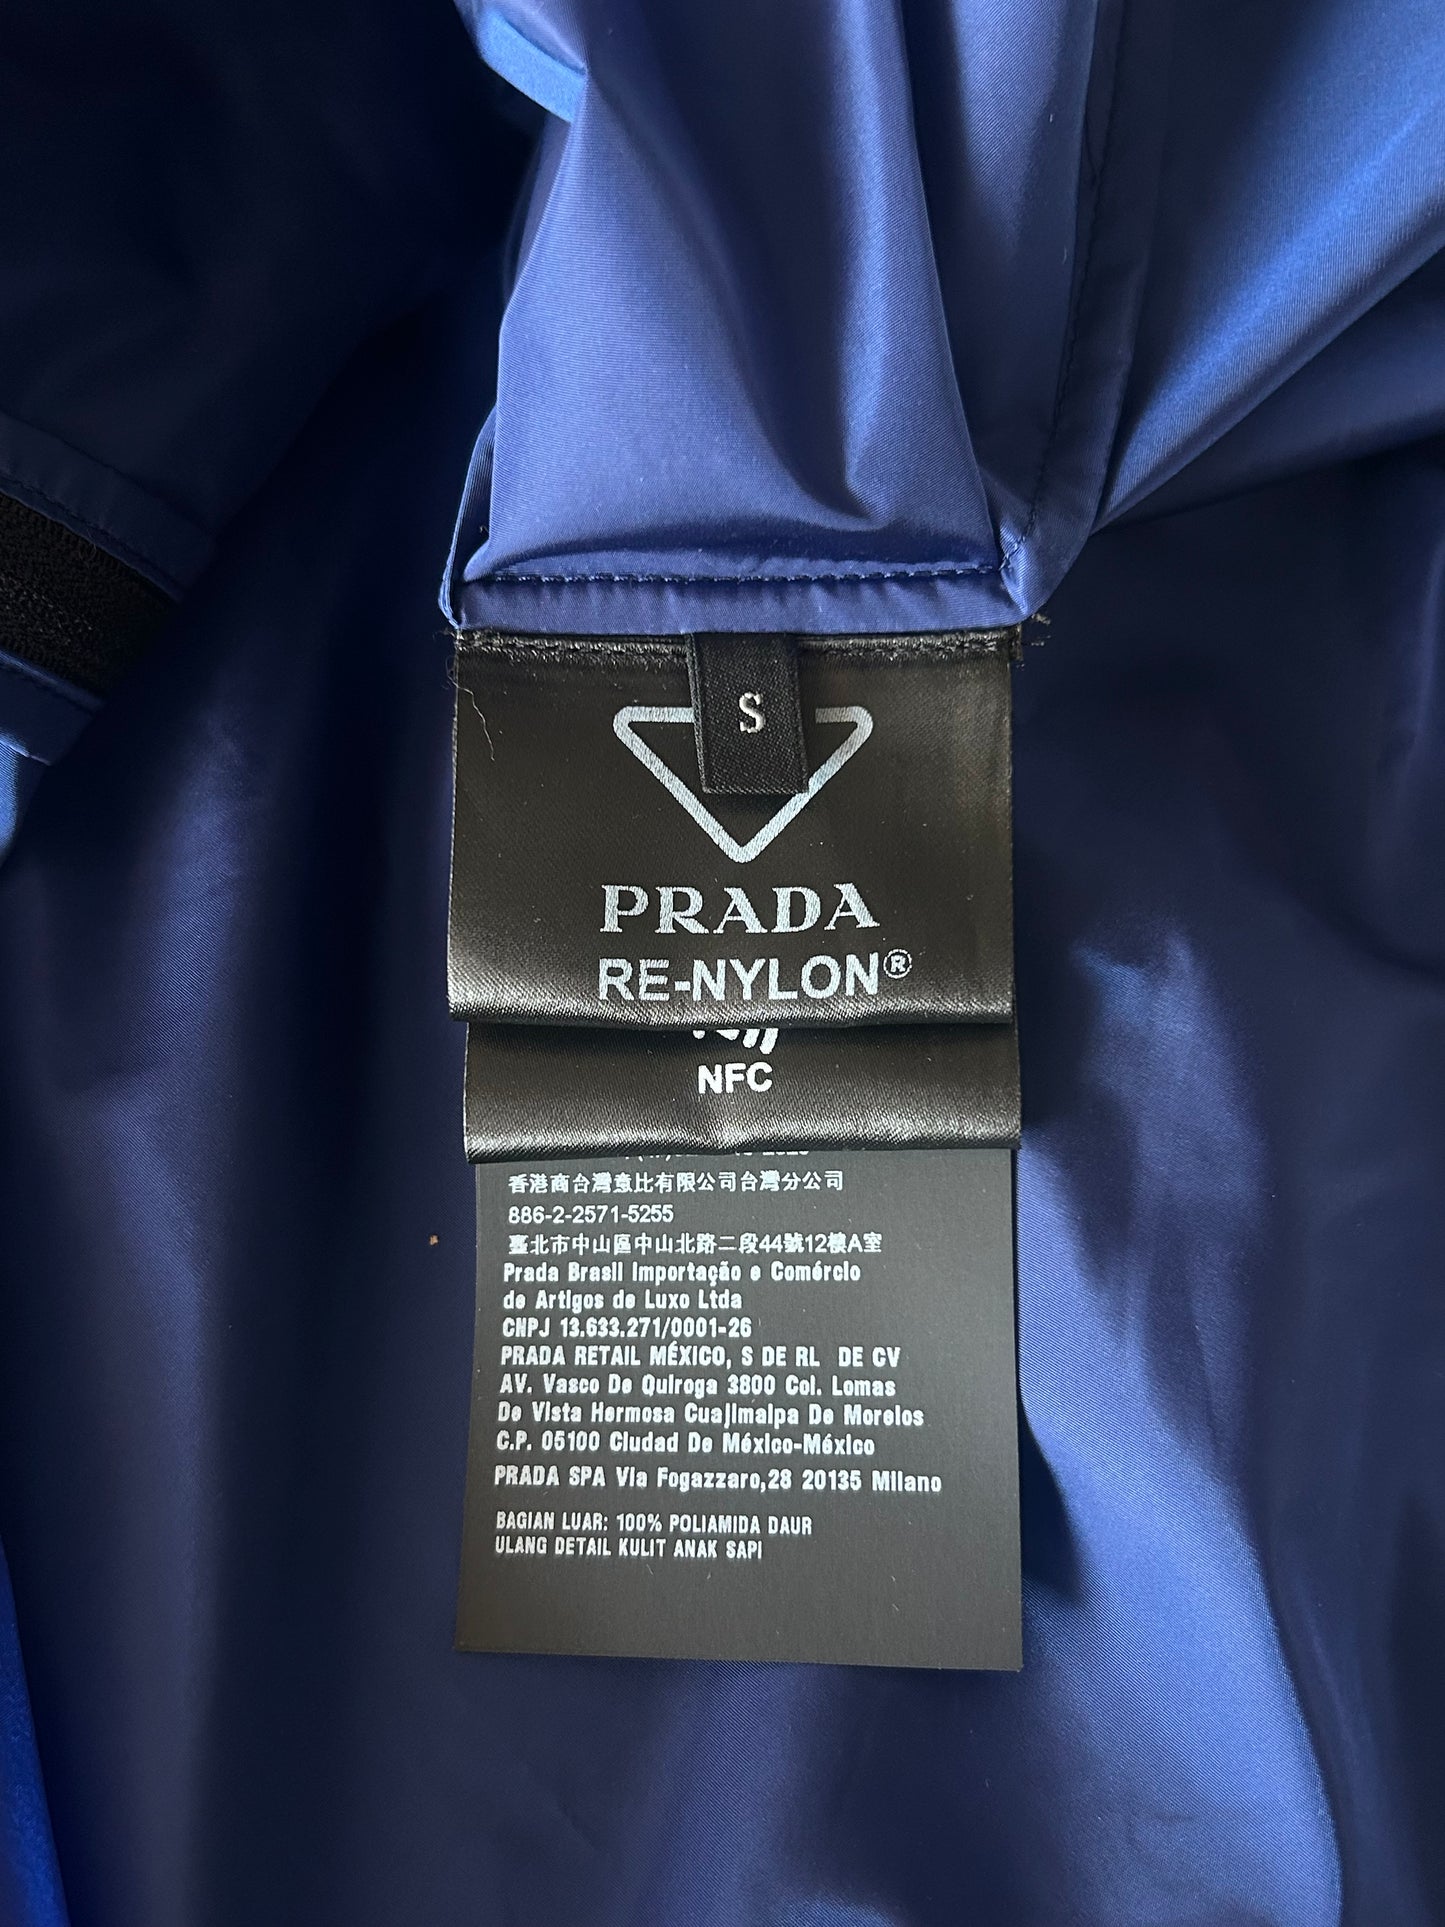 S
PRADA
RE-NYLON®
NFC
香港商台灣意比有限公司台灣分公司
886-2-2571-5255
臺北市中山區中山北路二段44號12樓A室
Prada Brasil Importação e Comércio
de Artigos de Luxo Ltda
CNPJ 13.633.271/0001-26
PRADA RETAIL MÉXICO, S DE RL DE CV
AV. Vasco De Quiroga 3800 Col. Lomas
De Vista Hermosa Cuajimalpa De Morelos
C.P. 05100 Ciudad De México-México
PRADA SPA Via Fogazzaro,28 20135 Milano
BAGIAN LUAR: 100% POLIAMIDA DAUR
ULANG DETAIL KULIT ANAK SAPI